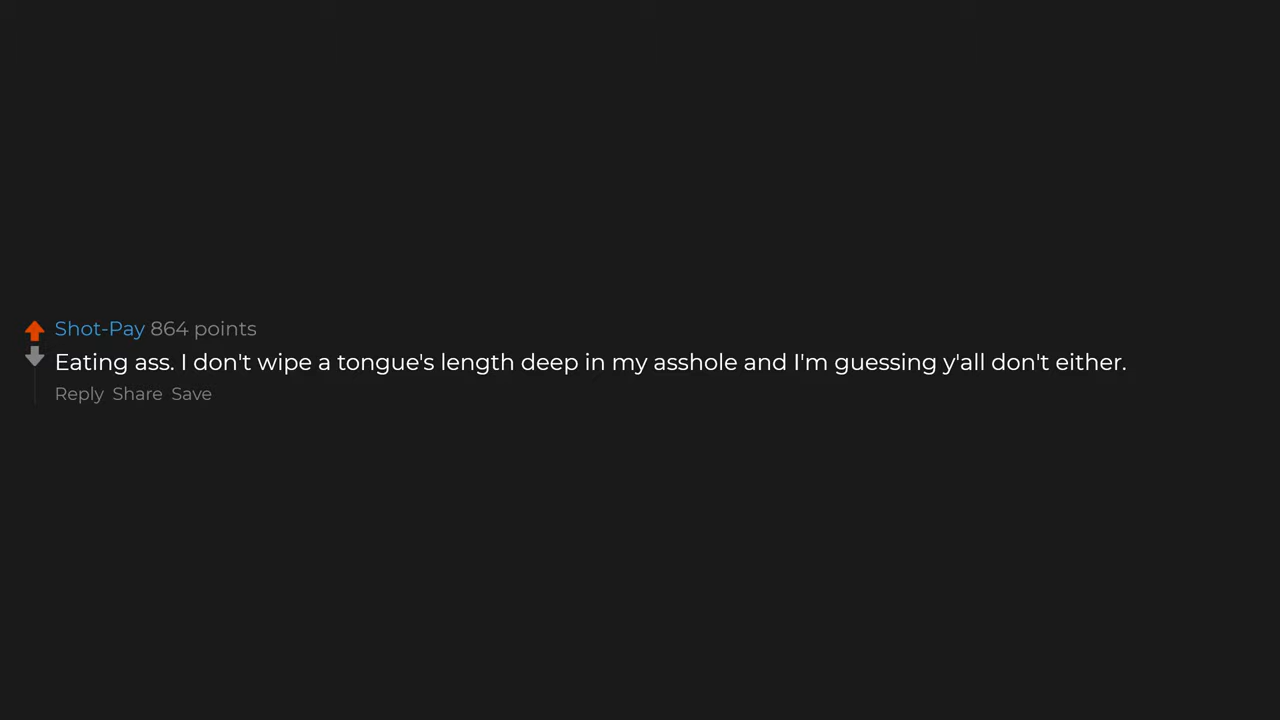 Shot-Pay 864 points
Eating ass. I don't wipe a tongue's length deep in my asshole and I'm guessing y'all don't either.
Reply Share Save